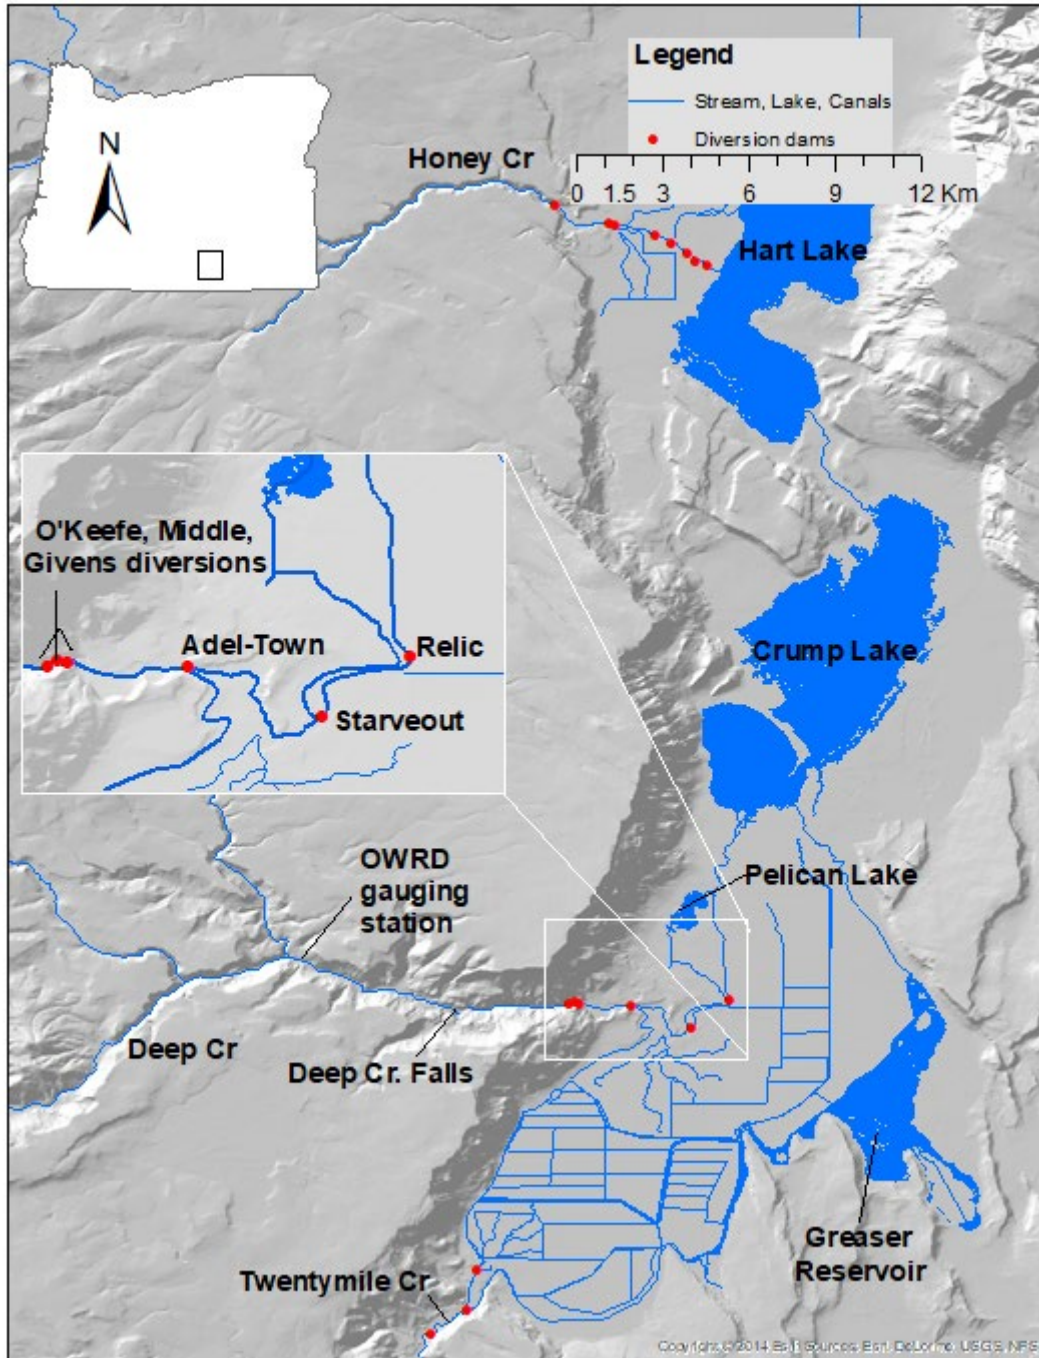 Legend
Stream, Lake, Canals
Diversion dams
N
Honey Cr
0 1.5 3 6 9 12 Km
Hart Lake
O'Keefe, Middle,
Givens diversions
Adel-Town
Relic
Starveout
Crump Lake
OWRD
gauging
station
Pelican Lake
Deep Cr
Deep Cr. Falls
Greaser
Reservoir
Twentymile Cr
Copyright:© 2014 Esri Sources: Esri, DeLorme, USGS, NPS